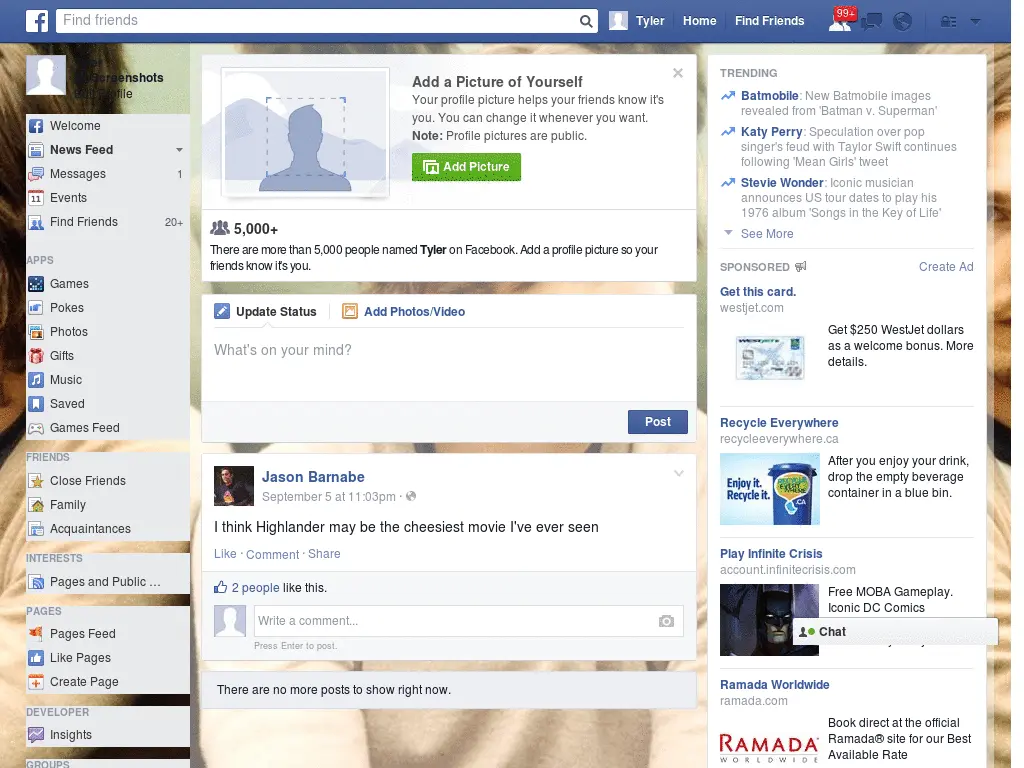 Find friends
Tyler
Home
Find Friends
99+
Screenshots
Welcome
News Feed
Messages 1
11
Events
Find Friends 20+
APPS
Games
Pokes
Photos
Gifts
Music
Saved
Games Feed
FRIENDS
Close Friends
Family
Acquaintances
INTERESTS
Pages and Public ...
PAGES
Pages Feed
Like Pages
Create Page
DEVELOPER
Insights
GROUPS
Add a Picture of Yourself
Your profile picture helps your friends know it's
you. You can change it whenever you want.
Note: Profile pictures are public.
Add Picture
5,000+
There are more than 5,000 people named Tyler on Facebook. Add a profile picture so your
friends know it's you.
Update Status
Add Photos/Video
What's on your mind?
Post
Jason Barnabe
September 5 at 11:03pm ·
I think Highlander may be the cheesiest movie I've ever seen
Like · Comment · Share
2 people like this.
Write a comment...
Press Enter to post.
There are no more posts to show right now.
TRENDING
Batmobile: New Batmobile images
revealed from 'Batman v. Superman'
Katy Perry: Speculation over pop
singer's feud with Taylor Swift continues
following 'Mean Girls' tweet
Stevie Wonder: Iconic musician
announces US tour dates to play his
1976 album 'Songs in the Key of Life'
See More
SPONSORED
Create Ad
Get this card.
westjet.com
WESTJET
Get $250 WestJet dollars
as a welcome bonus. More
details.
Recycle Everywhere
recycleeverywhere.ca
Enjoy it.
Recycle it.
.CA
After you enjoy your drink,
drop the empty beverage
container in a blue bin.
Play Infinite Crisis
account.infinitecrisis.com
Free MOBA Gameplay.
Iconic DC Comics
Chat
Ramada Worldwide
ramada.com
RAMADA
WORLDWIDE
Book direct at the official
Ramada® site for our Best
Available Rate